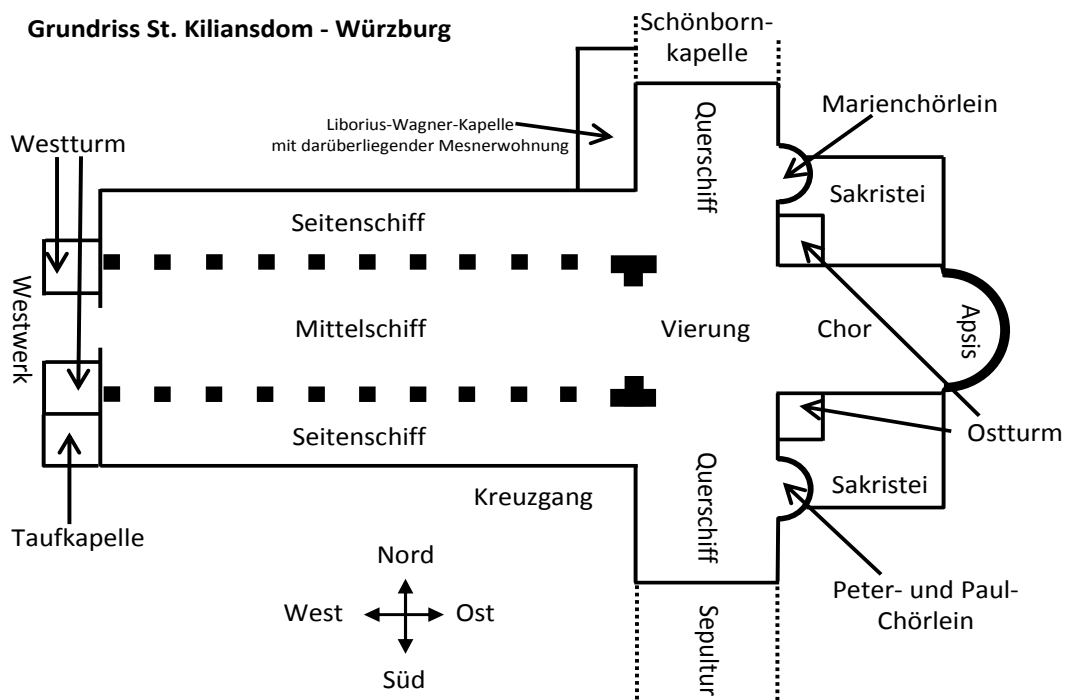 Grundriss St. Kiliansdom - Würzburg
Schönborn-
kapelle
Marienchörlein
Liborius-Wagner-Kapelle
mit darüberliegender Mesnerwohnung
Westturm
Querschiff
Sakristei
Seitenschiff
Westwerk
Mittelschiff
Vierung
Chor
Apsis
Seitenschiff
Ostturm
Querschiff
Sakristei
Kreuzgang
Taufkapelle
Nord
West
Ost
Süd
Peter- und Paul-
Chörlein
Sepultur